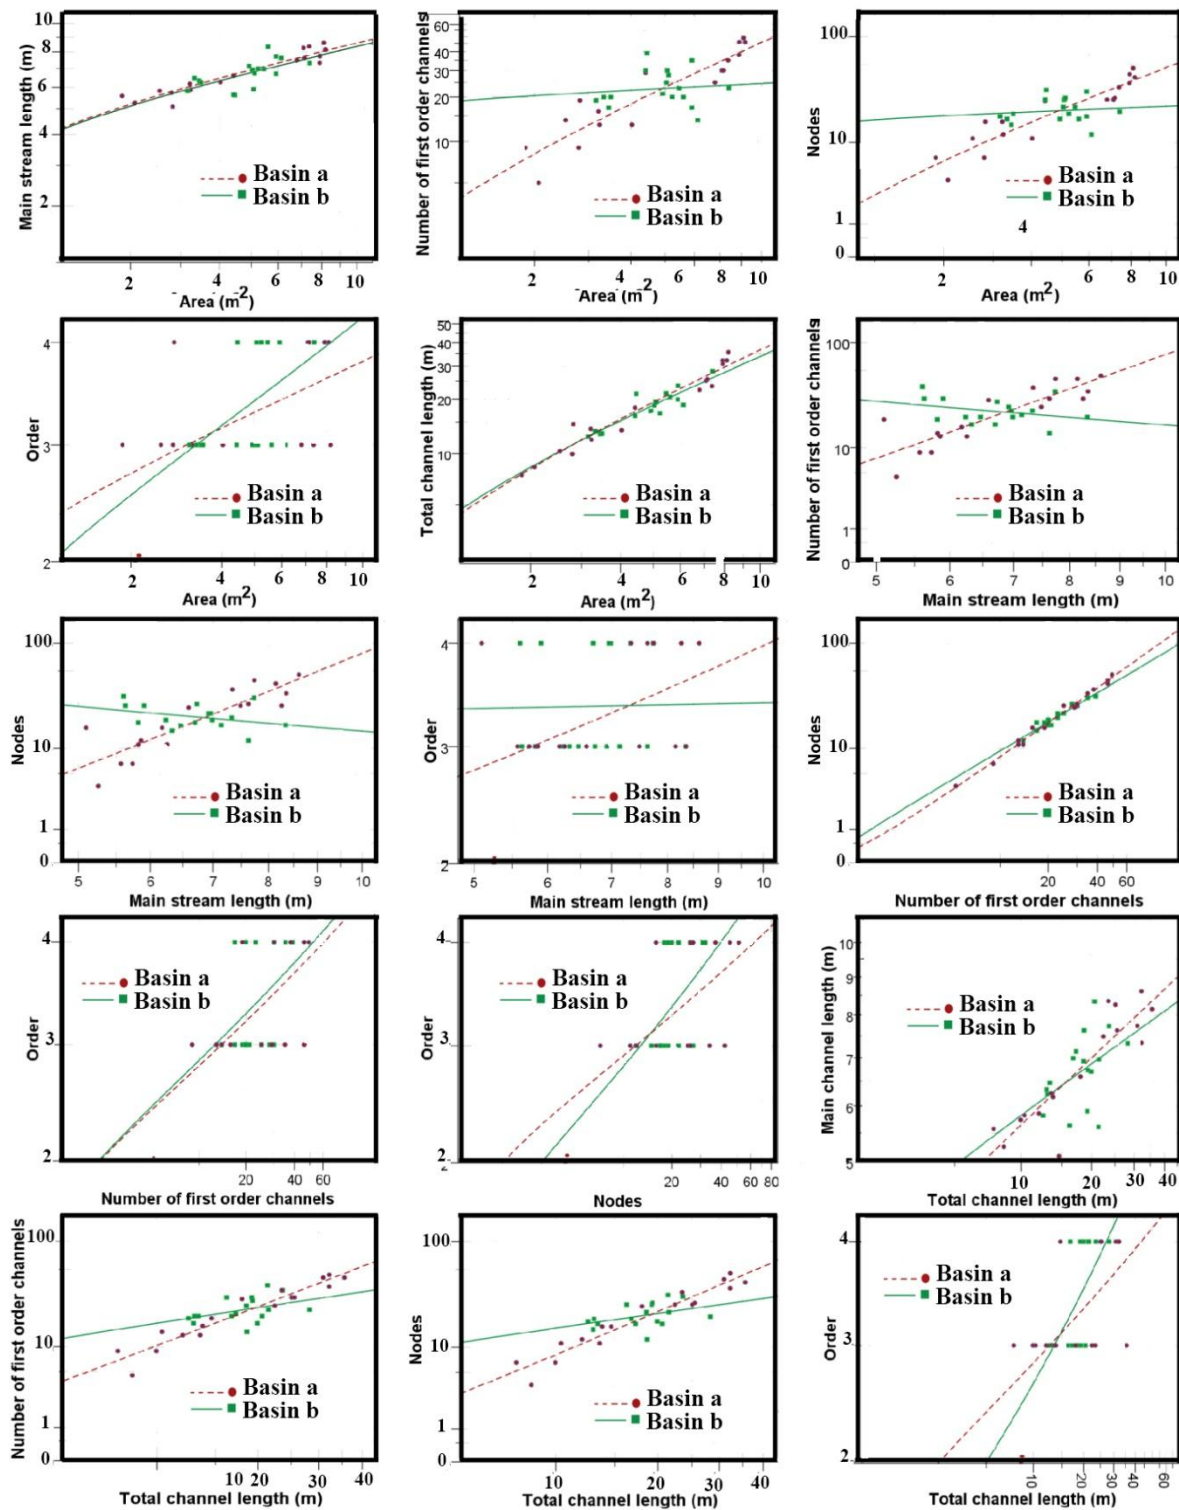 Main stream length (m)
10
8
6
4
2
Basin a
Basin b
2
4
6
8
10
Area (m2)
Number of first order channels
60
40
30
20
10
Basin a
Basin b
2
4
6
8
10
Area (m2)
Nodes
100
10
1
0
Basin a
Basin b
4
2
4
6
8
10
Area (m2)
Order
4
3
2
Basin a
Basin b
2
4
6
8
10
Area (m2)
Total channel length (m)
50
40
30
20
10
Basin a
Basin b
2
4
6
8
10
Area (m2)
Number of first order channels
100
10
1
0
Basin a
Basin b
5
6
7
8
9
10
Main stream length (m)
Nodes
100
10
1
0
Basin a
Basin b
5
6
7
8
9
10
Main stream length (m)
Order
4
3
2
Basin a
Basin b
5
6
7
8
9
10
Main stream length (m)
Nodes
100
10
1
0
Basin a
Basin b
20
40
60
Number of first order channels
Order
4
3
2
Basin a
Basin b
20
40
60
Number of first order channels
Order
4
3
2
Basin a
Basin b
20
40
60
80
Nodes
Main channel length (m)
10
9
8
7
6
5
Basin a
Basin b
10
20
30
40
Total channel length (m)
Number of first order channels
100
10
1
0
Basin a
Basin b
10
20
30
40
Total channel length (m)
Nodes
100
10
1
0
Basin a
Basin b
10
20
30
40
Total channel length (m)
Order
4
3
2
Basin a
Basin b
10
20
30
40
50
Total channel length (m)